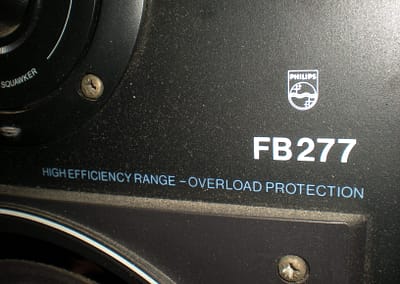 SQUAWKER
PHILIPS
FB277
HIGH EFFICIENCY RANGE – OVERLOAD PROTECTION